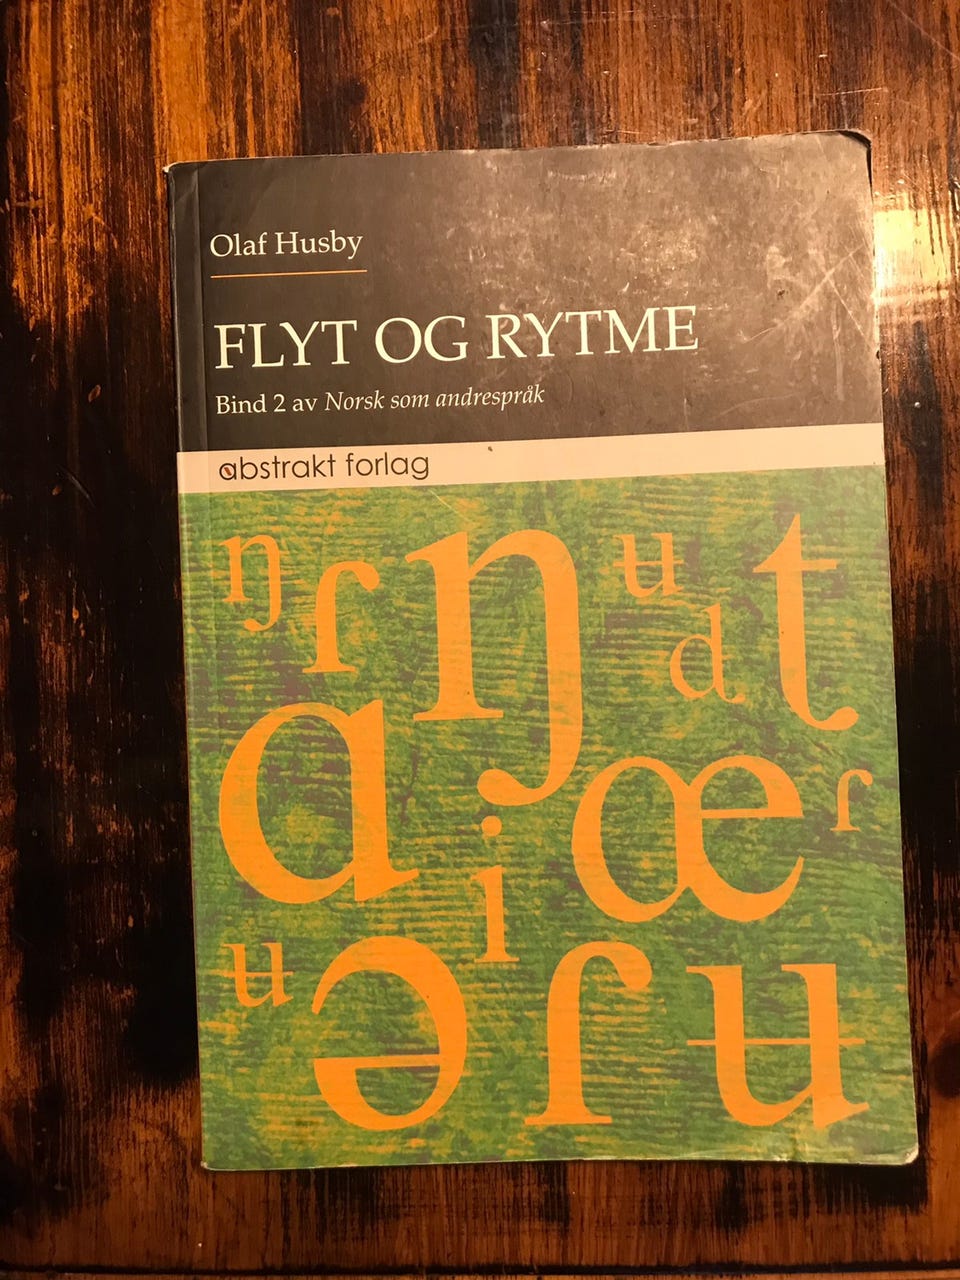 Olaf Husby
FLYT OG RYTME
Bind 2 av Norsk som andrespråk
abstrakt forlag
ŋ ɾ ŋ ʉ d ʈ
ɑ i æ ɾ
ʉ ə ɾ ʉ